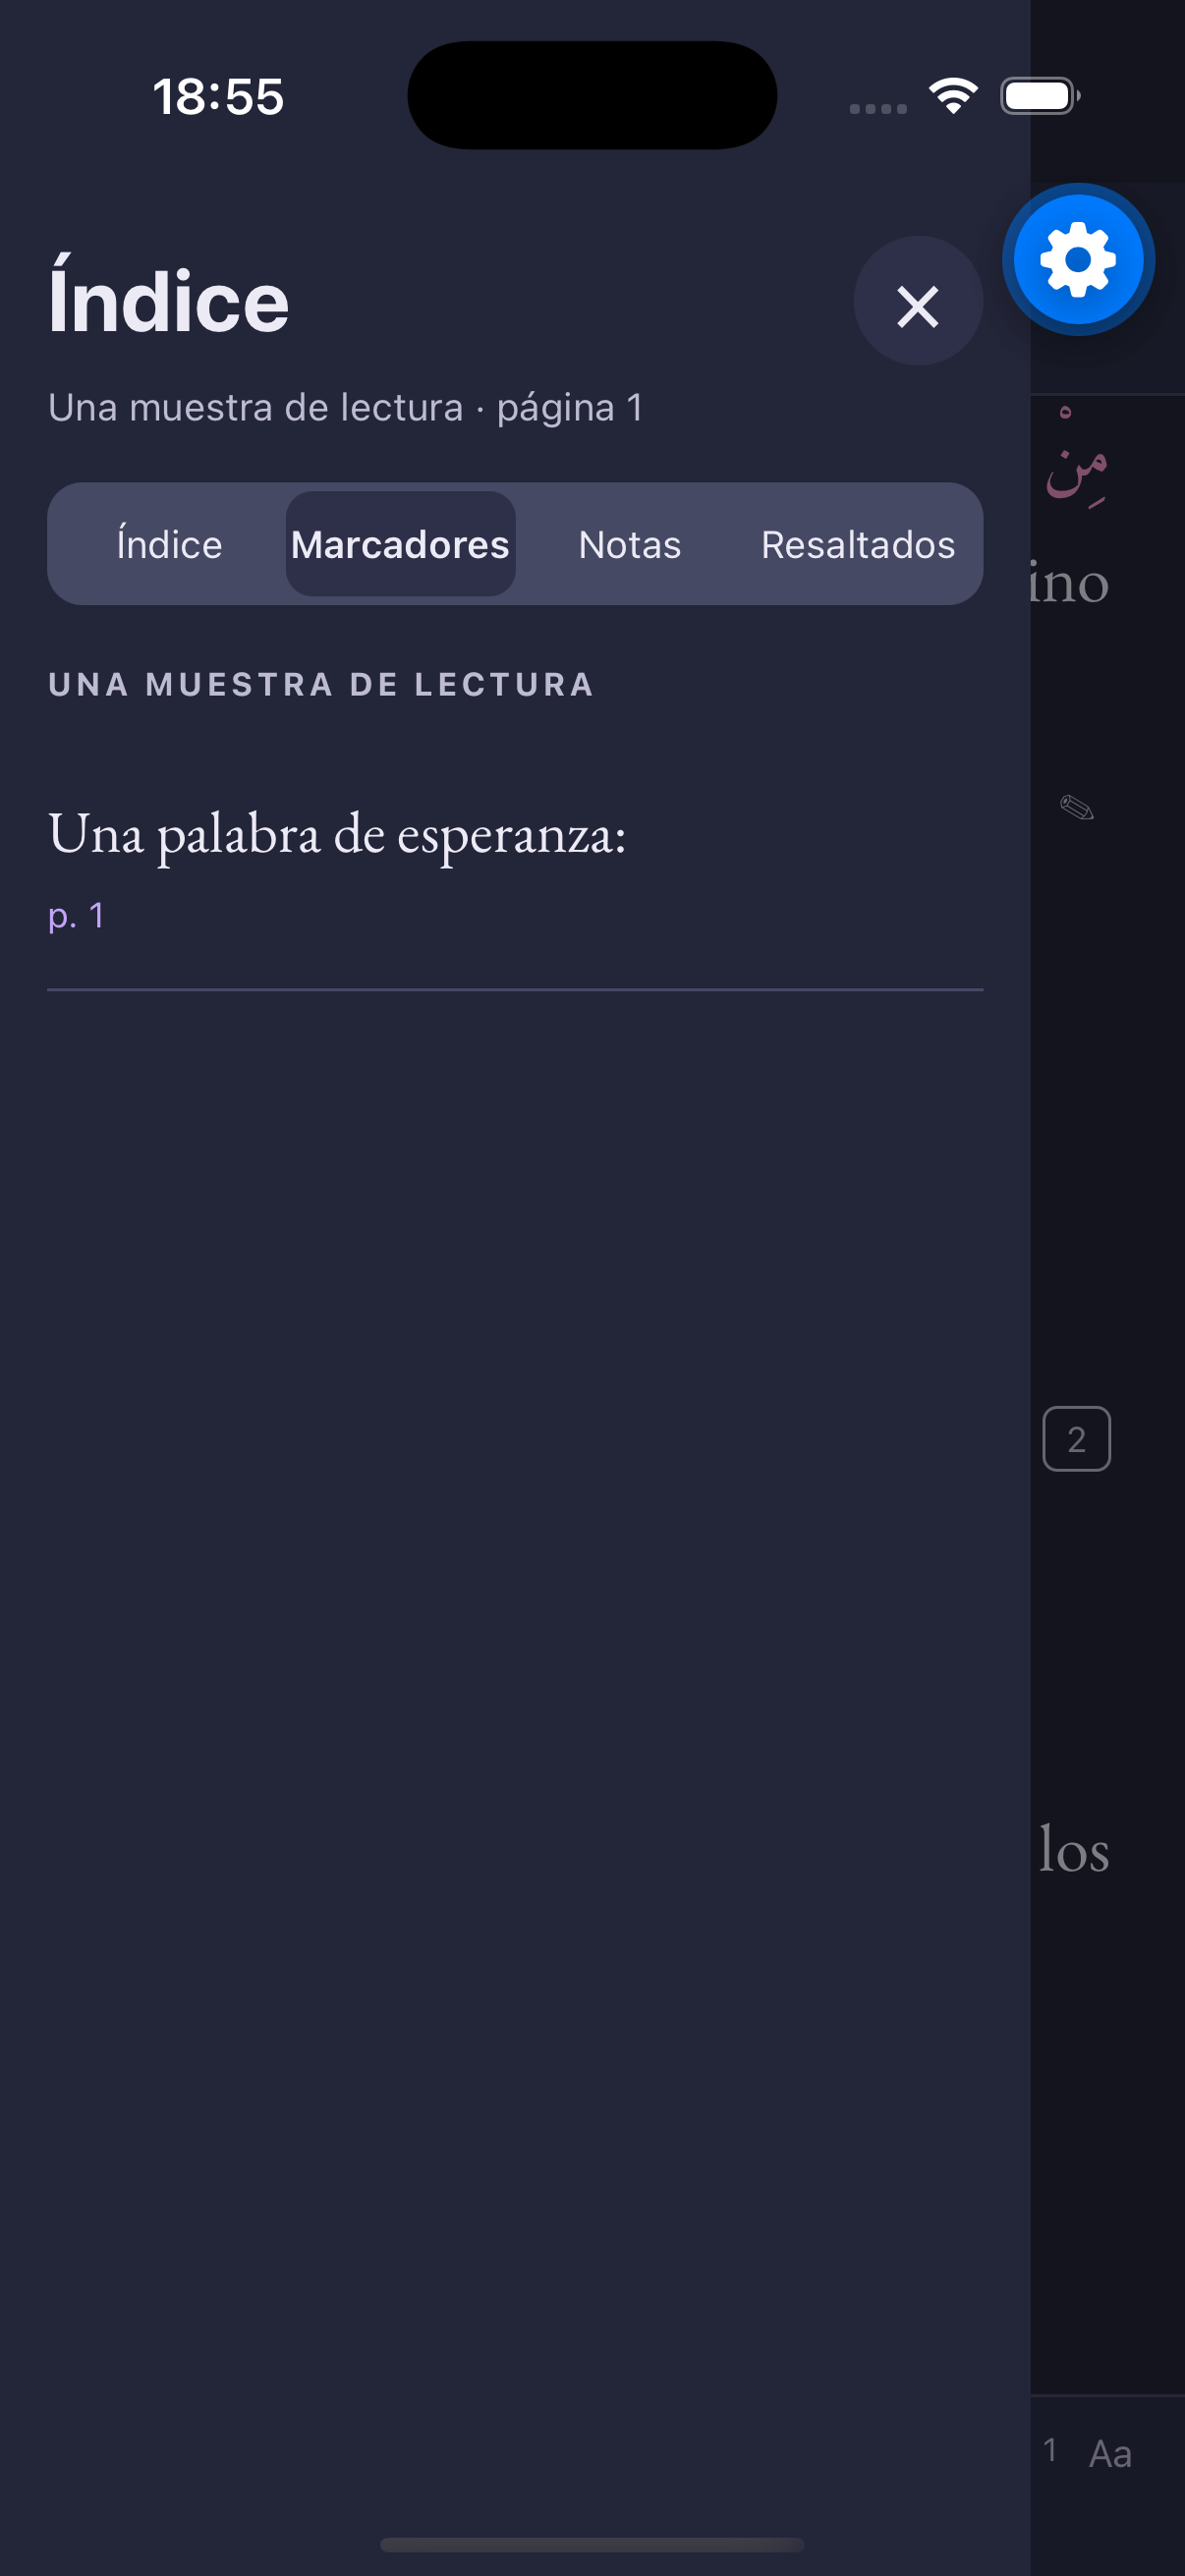 18:55
Índice
Una muestra de lectura · página 1
Índice
Marcadores
Notas
Resaltados
UNA MUESTRA DE LECTURA
Una palabra de esperanza:
p. 1
مِنْ
ino
2
los
1
Aa